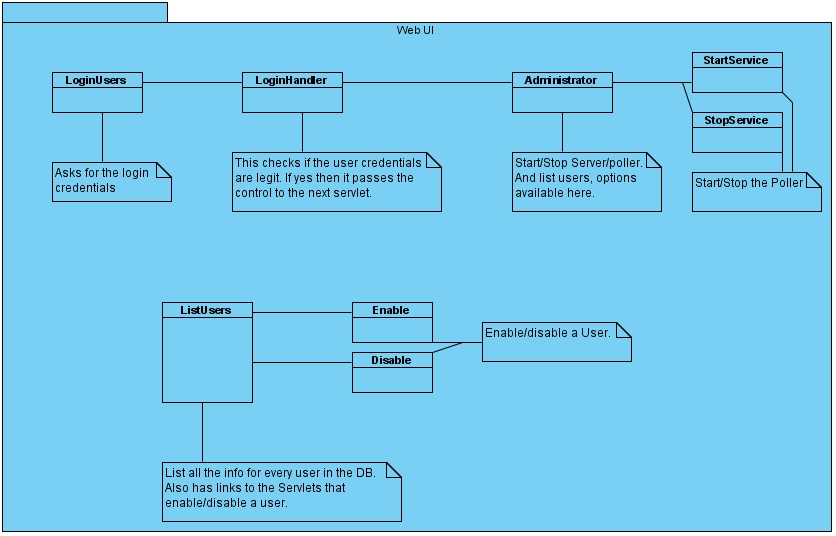 Web UI
LoginUsers
LoginHandler
Administrator
StartService
StopService
Asks for the login
credentials
This checks if the user credentials
are legit. If yes then it passes the
control to the next servlet.
Start/Stop Server/poller.
And list users, options
available here.
Start/Stop the Poller
ListUsers
Enable
Disable
Enable/disable a User.
List all the info for every user in the DB.
Also has links to the Servlets that
enable/disable a user.